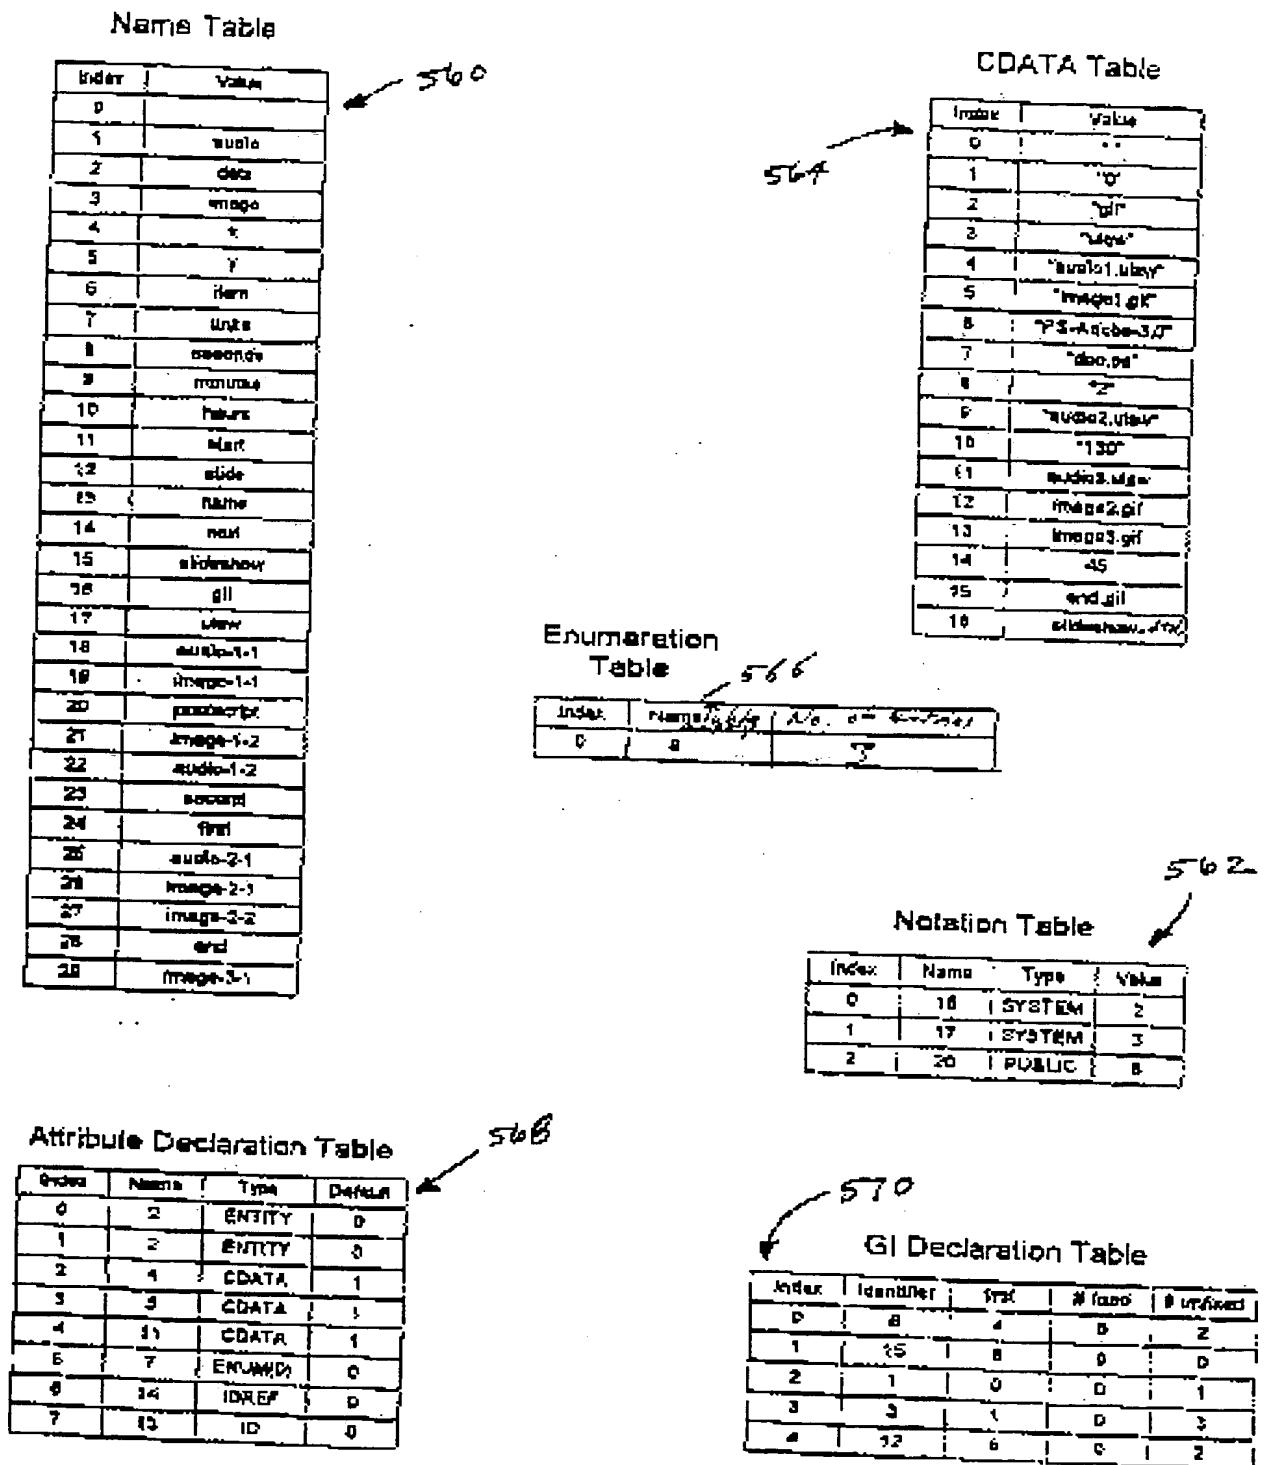 Name Table
560
Index Value
0
1 audio
2 data
3 image
4 x
5 y
6 item
7 units
8 seconds
9 minutes
10 hours
11 start
12 slide
13 name
14 next
15 slideshow
16 gif
17 ulaw
18 audio-1-1
19 image-1-1
20 postscript
21 image-1-2
22 audio-1-2
23 second
24 first
25 audio-2-1
26 image-2-1
27 image-2-2
28 end
29 image-3-1
CDATA Table
564
Index Value
0 " "
1 "0"
2 "gif"
3 "ulaw"
4 "audio1.ulaw"
5 "image1.gif"
6 "PS-Adobe-3.0"
7 "doc.ps"
8 "2"
9 "audio2.ulaw"
10 "130"
11 audio3.ulaw
12 image2.gif
13 image3.gif
14 45
15 end.gif
16 slideshow.
Enumeration
Table
566
Index Name No. of
0 8 3
562
Notation Table
Index Name Type Value
0 16 SYSTEM 2
1 17 SYSTEM 3
2 20 PUBLIC 6
Attribute Declaration Table
568
Index Name Type Default
0 2 ENTITY 0
1 2 ENTITY 0
2 4 CDATA 1
3 5 CDATA 1
4 11 CDATA 1
5 7 ENUM(0) 0
6 14 IDREF 0
7 13 ID 0
570
GI Declaration Table
Index Identifier first # fixed # unfixed
0 6 4 0 2
1 15 8 0 0
2 1 0 0 1
3 3 1 0 3
4 12 6 0 2